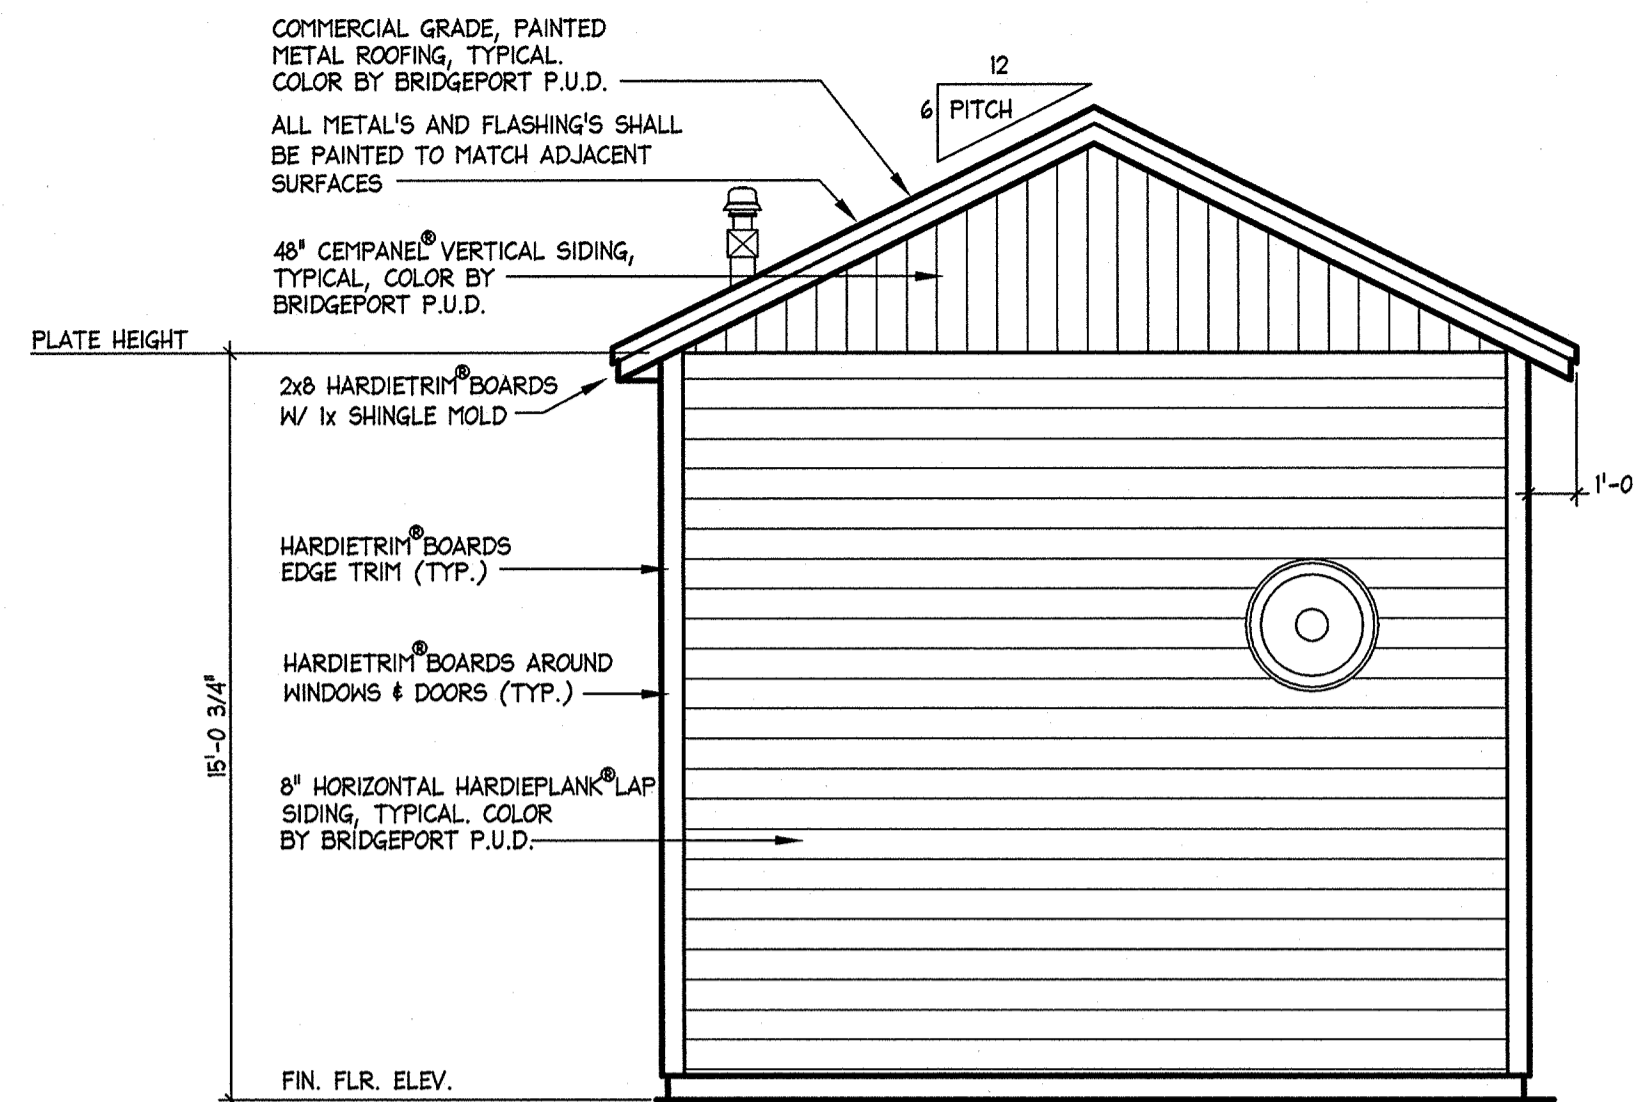 COMMERCIAL GRADE, PAINTED
METAL ROOFING, TYPICAL.
COLOR BY BRIDGEPORT P.U.D.
ALL METAL'S AND FLASHING'S SHALL
BE PAINTED TO MATCH ADJACENT
SURFACES
12
6 PITCH
48" CEMPANEL® VERTICAL SIDING,
TYPICAL, COLOR BY
BRIDGEPORT P.U.D.
PLATE HEIGHT
2x8 HARDIETRIM® BOARDS
W/ 1x SHINGLE MOLD
1'-0
HARDIETRIM® BOARDS
EDGE TRIM (TYP.)
HARDIETRIM® BOARDS AROUND
WINDOWS & DOORS (TYP.)
15'-0 3/4"
8" HORIZONTAL HARDIEPLANK® LAP
SIDING, TYPICAL. COLOR
BY BRIDGEPORT P.U.D.
FIN. FLR. ELEV.